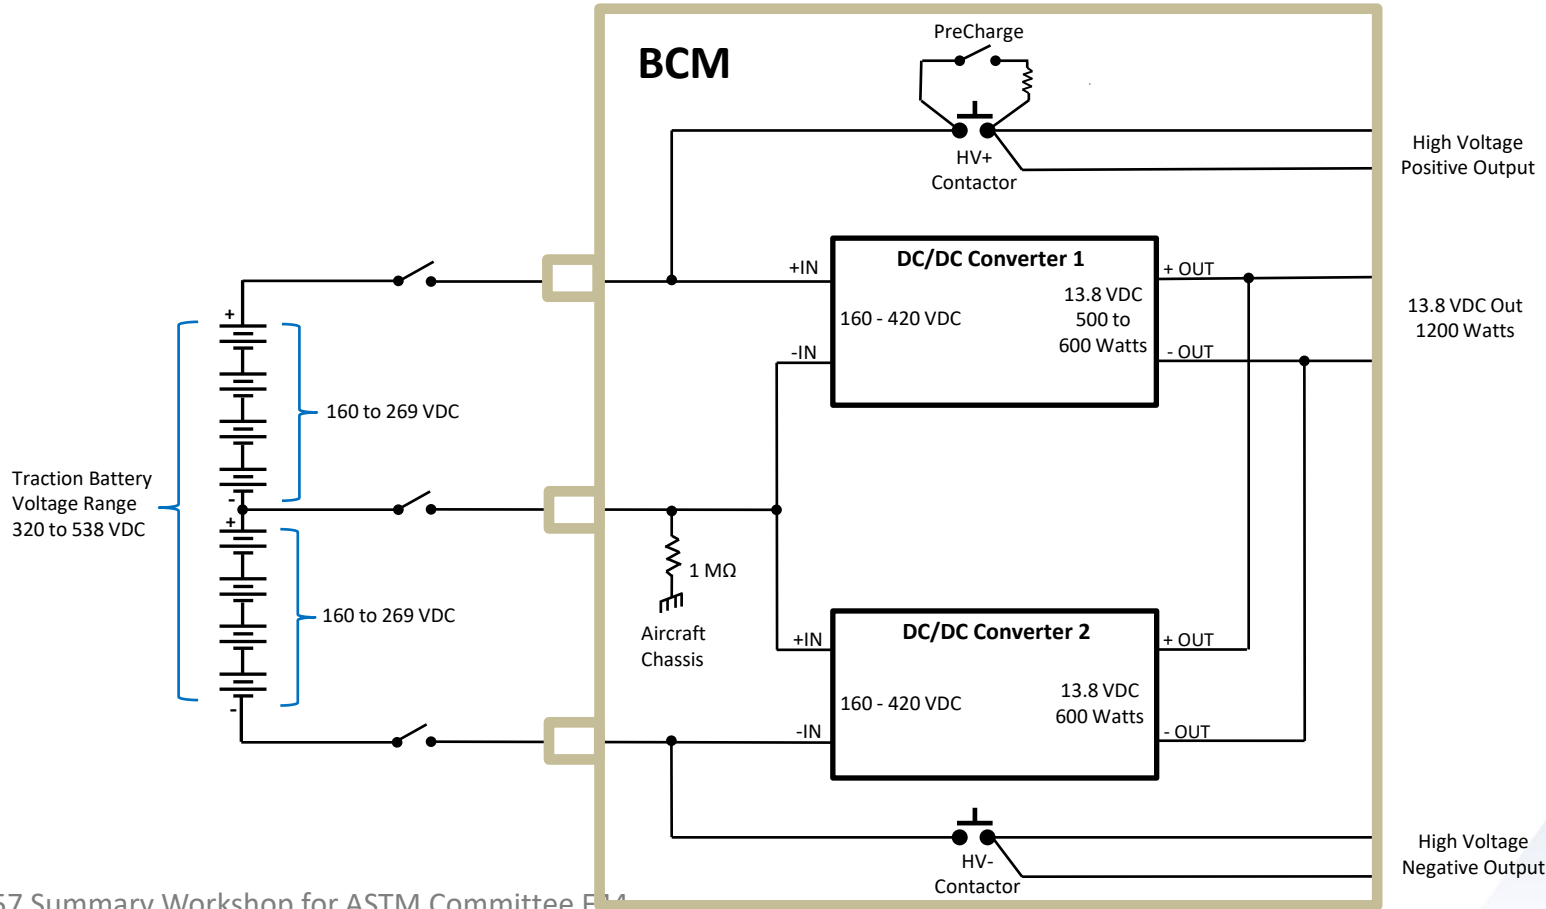 PreCharge
BCM
HV+
Contactor
High Voltage
Positive Output
+IN
DC/DC Converter 1
+ OUT
160 - 420 VDC
13.8 VDC
500 to
600 Watts
-IN
- OUT
13.8 VDC Out
1200 Watts
+
160 to 269 VDC
-
Traction Battery
Voltage Range
320 to 538 VDC
+
160 to 269 VDC
-
1 MΩ
Aircraft
Chassis
+IN
DC/DC Converter 2
+ OUT
160 - 420 VDC
13.8 VDC
600 Watts
-IN
- OUT
HV-
Contactor
High Voltage
Negative Output
57 Summary Workshop for ASTM Committee